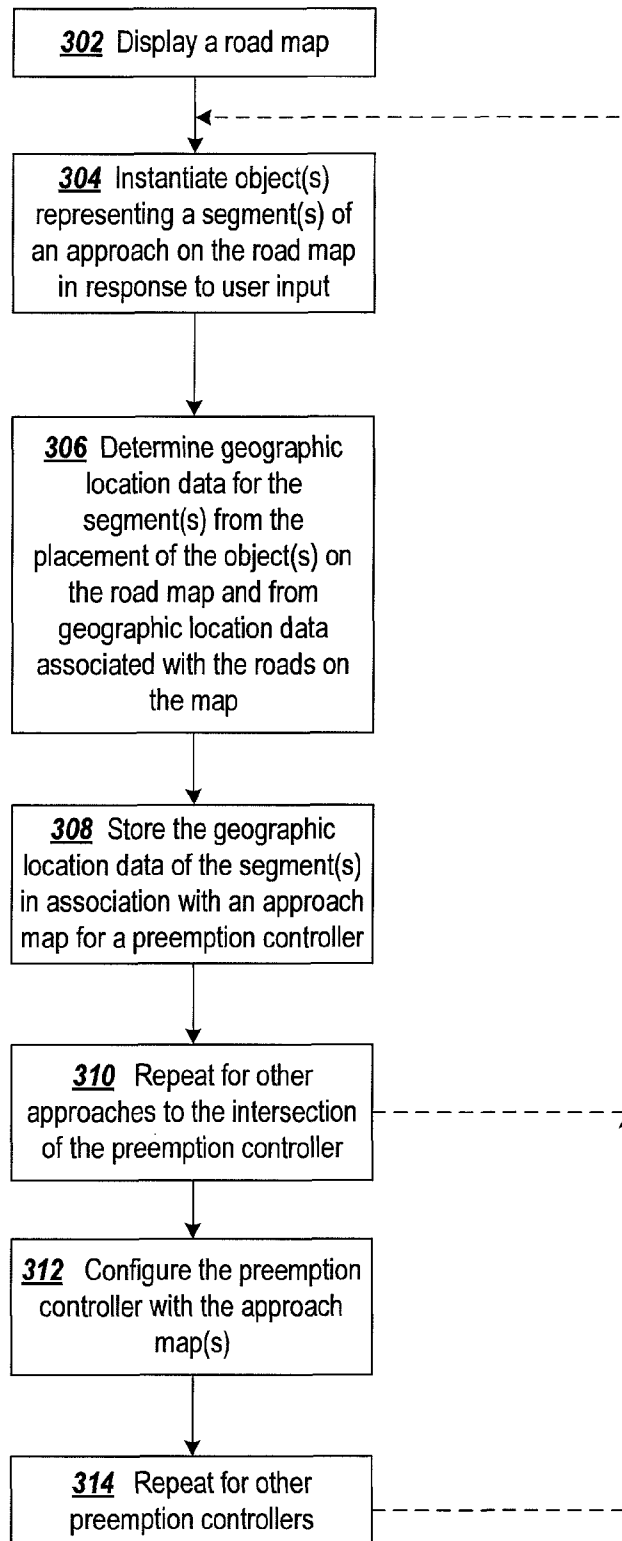 302 Display a road map
304 Instantiate object(s)
representing a segment(s) of
an approach on the road map
in response to user input
306 Determine geographic
location data for the
segment(s) from the
placement of the object(s) on
the road map and from
geographic location data
associated with the roads on
the map
308 Store the geographic
location data of the segment(s)
in association with an approach
map for a preemption controller
310 Repeat for other
approaches to the intersection
of the preemption controller
312 Configure the preemption
controller with the approach
map(s)
314 Repeat for other
preemption controllers